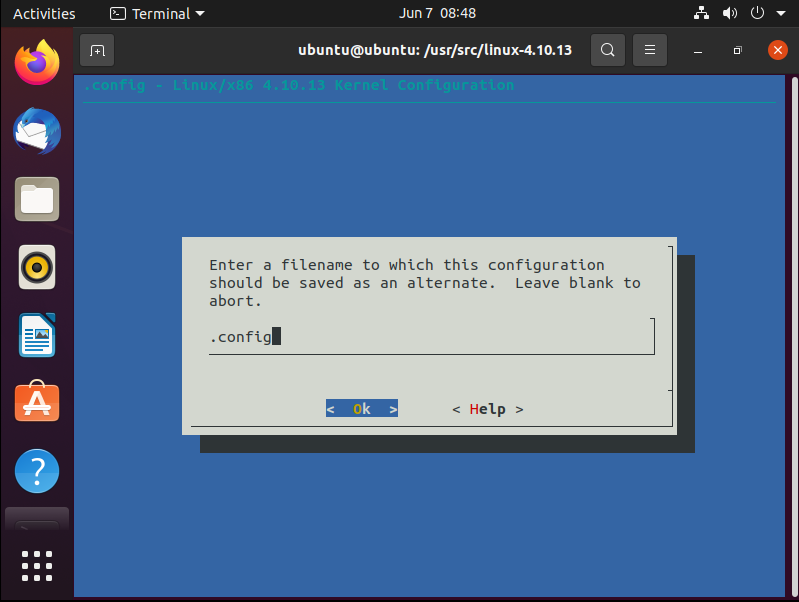 Activities
Terminal
Jun 7 08:48
ubuntu@ubuntu: /usr/src/linux-4.10.13
.config - Linux/x86 4.10.13 Kernel Configuration
Enter a filename to which this configuration
should be saved as an alternate.  Leave blank to
abort.
.config
<  Ok  >
< Help >